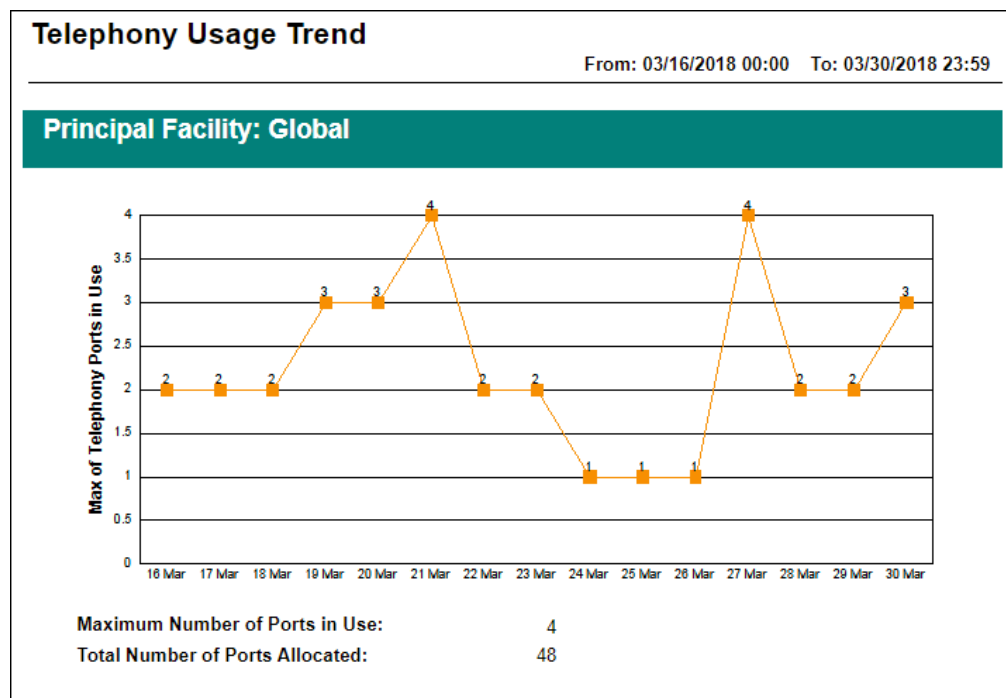 Telephony Usage Trend
From: 03/16/2018 00:00 To: 03/30/2018 23:59
Principal Facility: Global
Max of Telephony Ports in Use
4
3.5
3
2.5
2
1.5
1
0.5
0
2 2 2 3 3 4 2 2 1 1 1 4 2 2 3
16 Mar 17 Mar 18 Mar 19 Mar 20 Mar 21 Mar 22 Mar 23 Mar 24 Mar 25 Mar 26 Mar 27 Mar 28 Mar 29 Mar 30 Mar
Maximum Number of Ports in Use: 4
Total Number of Ports Allocated: 48